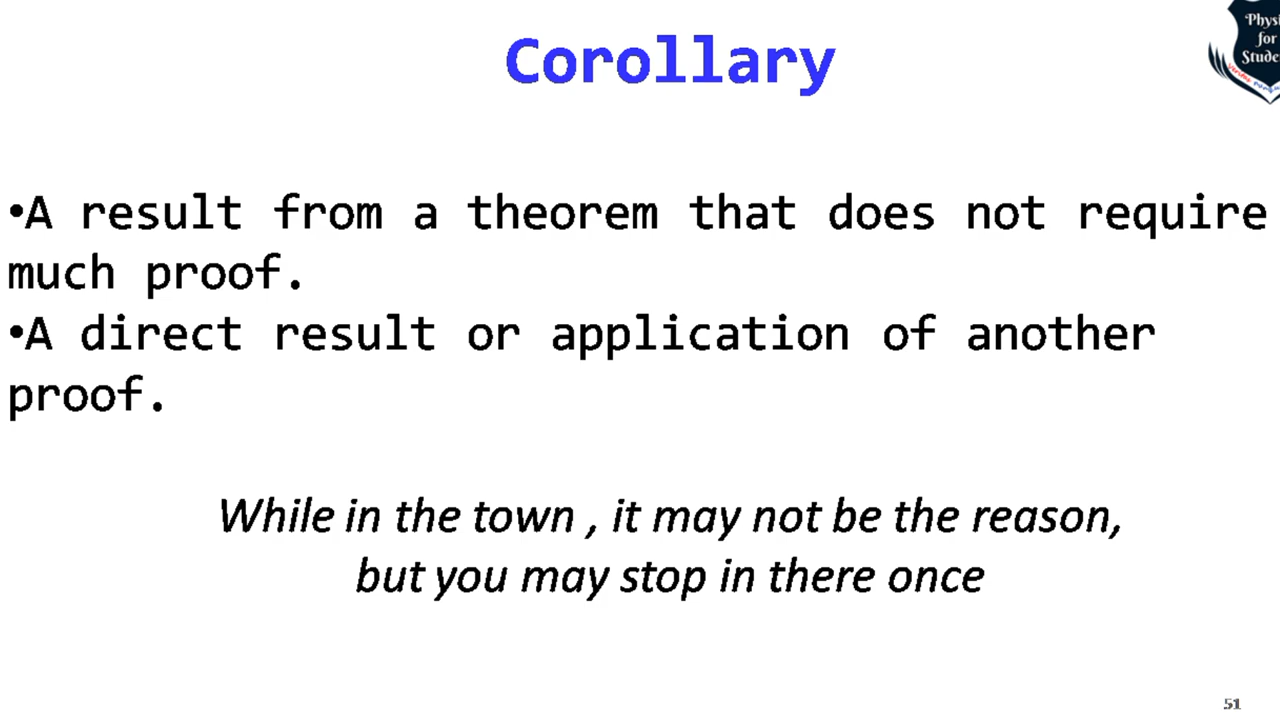 Corollary
for
•A result from a theorem that does not require
much proof.
•A direct result or application of another
proof.
While in the town , it may not be the reason,
but you may stop in there once
51